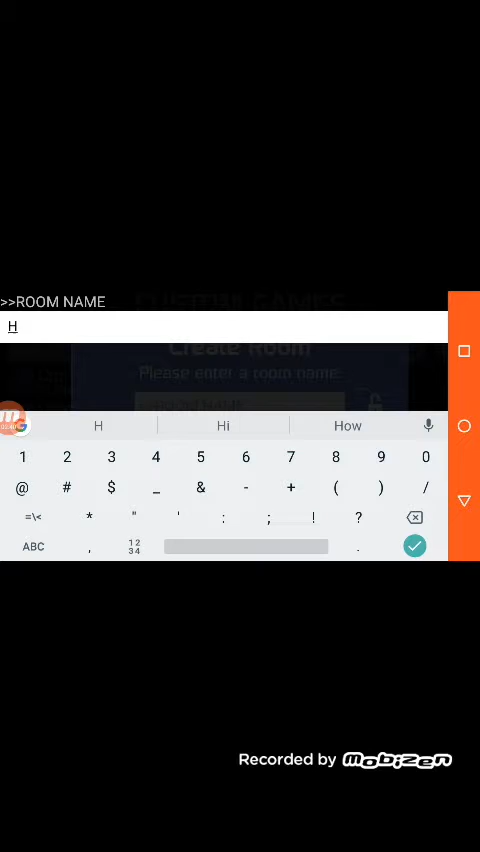 CUSTOM GAMES
>>ROOM NAME
H
Create Room
Please enter a room name:
H Hi How
1 2 3 4 5 6 7 8 9 0
@ # $ _ & - + ( ) /
=\< * " ' : ; ! ?
ABC , 12 34 .
Recorded by mobizen